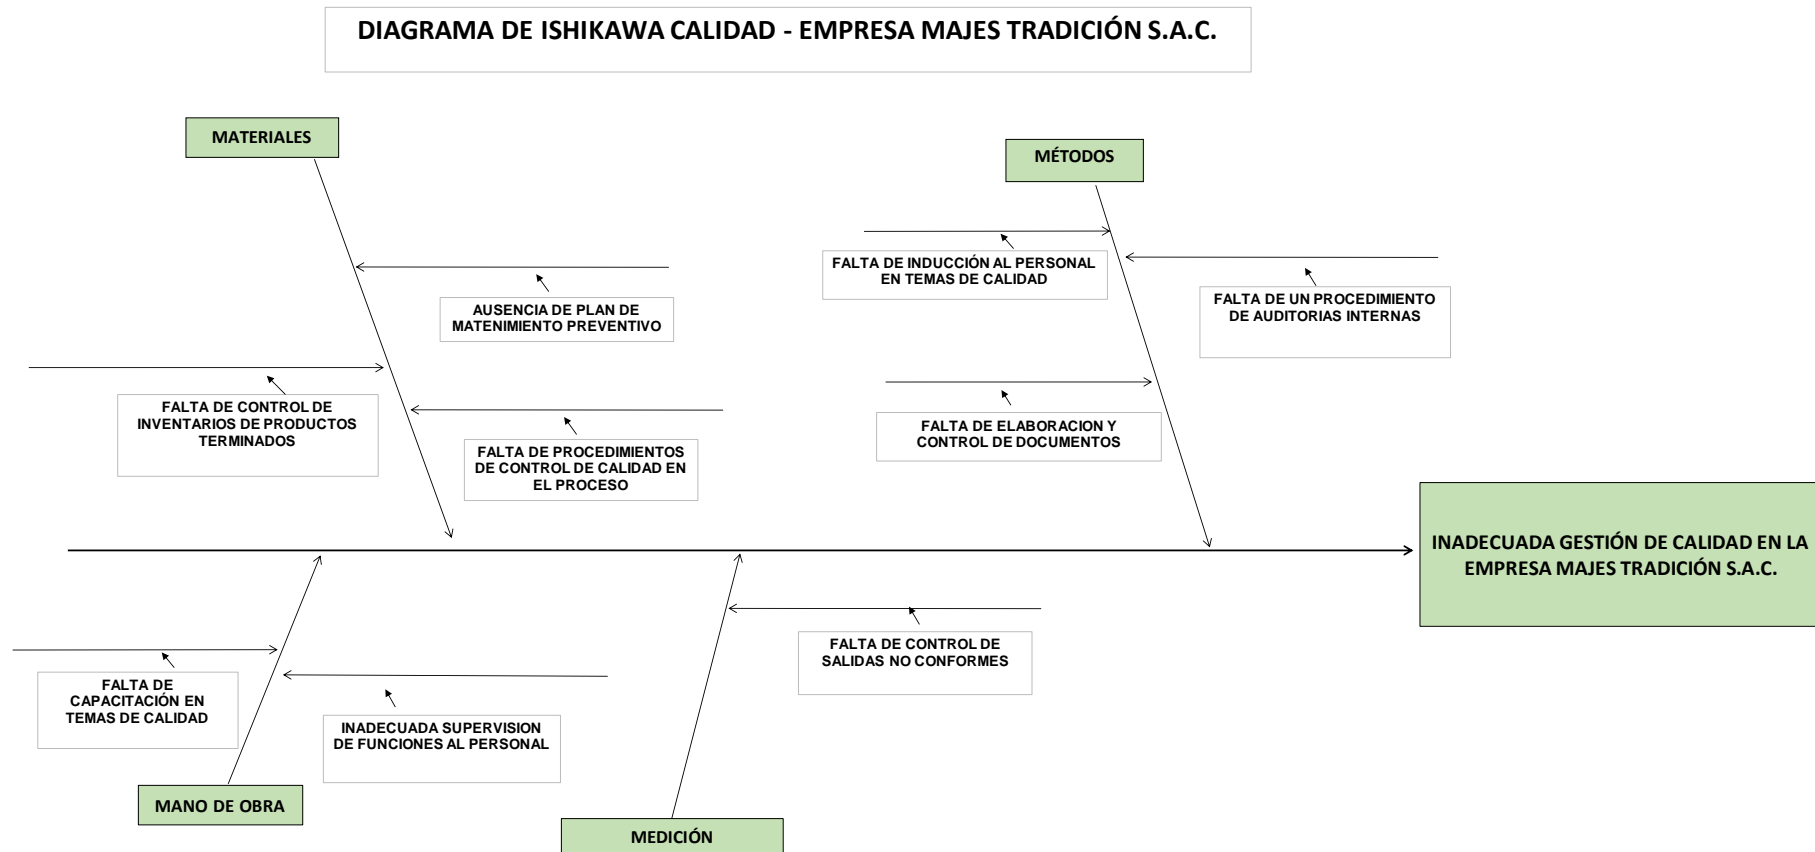 DIAGRAMA DE ISHIKAWA CALIDAD - EMPRESA MAJES TRADICIÓN S.A.C.
MATERIALES
MÉTODOS
FALTA DE INDUCCIÓN AL PERSONAL
EN TEMAS DE CALIDAD
FALTA DE UN PROCEDIMIENTO
DE AUDITORIAS INTERNAS
AUSENCIA DE PLAN DE
MATENIMIENTO PREVENTIVO
FALTA DE CONTROL DE
INVENTARIOS DE PRODUCTOS
TERMINADOS
FALTA DE PROCEDIMIENTOS
DE CONTROL DE CALIDAD EN
EL PROCESO
FALTA DE ELABORACION Y
CONTROL DE DOCUMENTOS
INADECUADA GESTIÓN DE CALIDAD EN LA
EMPRESA MAJES TRADICIÓN S.A.C.
FALTA DE
CAPACITACIÓN EN
TEMAS DE CALIDAD
INADECUADA SUPERVISION
DE FUNCIONES AL PERSONAL
FALTA DE CONTROL DE
SALIDAS NO CONFORMES
MANO DE OBRA
MEDICIÓN